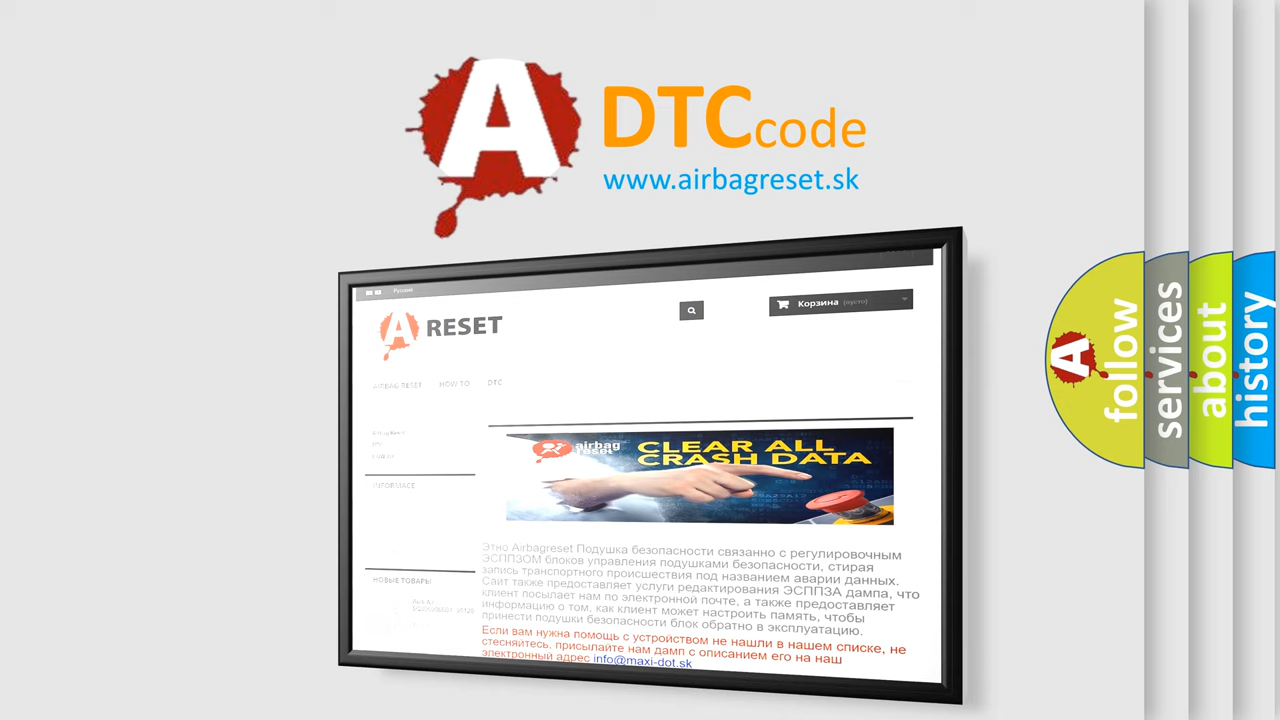 A
DTCcode
www.airbagreset.sk
Русский
A RESET
Корзина (пусто)
AIRBAG RESET HOW TO DTC
INFORMACE
airbag
reset
CLEAR ALL
CRASH DATA
НОВЫЕ ТОВАРЫ
Этно Airbagreset Подушка безопасности связанно с регулировочным
ЭСППЗОМ блоков управления подушками безопасности, стирая
запись транспортного происшествия под названием аварии данных.
Сайт также предоставляет услуги редактирования ЭСППЗА дампа, что
клиент посылает нам по электронной почте, а также предоставляет
информацию о том, как клиент может настроить память, чтобы
принести подушки безопасности блок обратно в эксплуатацию.
Если вам нужна помощь с устройством не нашли в нашем списке, не
стесняйтесь, присылайте нам дамп с описанием его на наш
электронный адрес info@maxi-dot.sk
A
follow
services
about
history